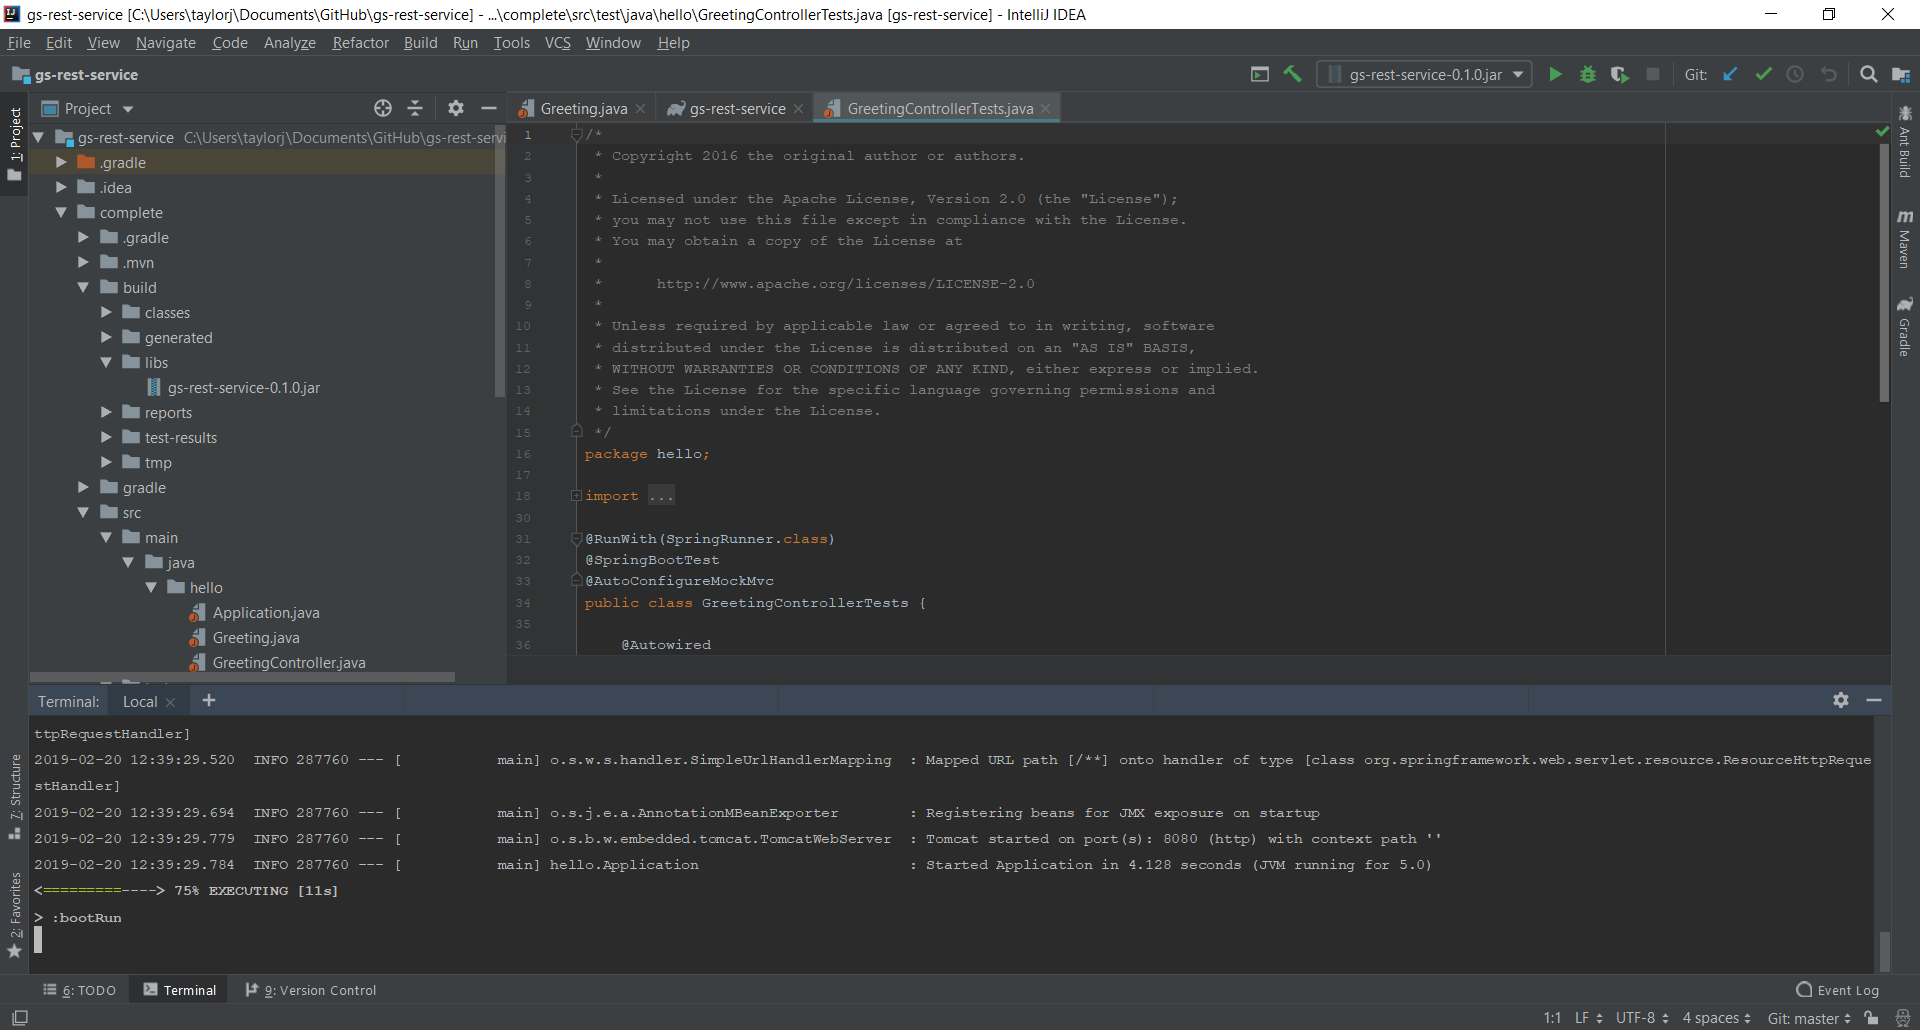 gs-rest-service [C:\Users\taylorj\Documents\GitHub\gs-rest-service] - ...\complete\src\test\java\hello\GreetingControllerTests.java [gs-rest-service] - IntelliJ IDEA
File Edit View Navigate Code Analyze Refactor Build Run Tools VCS Window Help
gs-rest-service
gs-rest-service-0.1.0.jar
Git:
1: Project
7: Structure
2: Favorites
Project
gs-rest-service C:\Users\taylorj\Documents\GitHub\gs-rest-servi
.gradle
.idea
complete
.gradle
.mvn
build
classes
generated
libs
gs-rest-service-0.1.0.jar
reports
test-results
tmp
gradle
src
main
java
hello
Application.java
Greeting.java
GreetingController.java
Greeting.java gs-rest-service GreetingControllerTests.java
1 /*
2 * Copyright 2016 the original author or authors.
3 *
4 * Licensed under the Apache License, Version 2.0 (the "License");
5 * you may not use this file except in compliance with the License.
6 * You may obtain a copy of the License at
7 *
8 * http://www.apache.org/licenses/LICENSE-2.0
9 *
10 * Unless required by applicable law or agreed to in writing, software
11 * distributed under the License is distributed on an "AS IS" BASIS,
12 * WITHOUT WARRANTIES OR CONDITIONS OF ANY KIND, either express or implied.
13 * See the License for the specific language governing permissions and
14 * limitations under the License.
15 */
16 package hello;
17
18 import ...
30
31 @RunWith(SpringRunner.class)
32 @SpringBootTest
33 @AutoConfigureMockMvc
34 public class GreetingControllerTests {
35
36 @Autowired
Ant Build
m Maven
Gradle
Terminal: Local +
ttpRequestHandler]
2019-02-20 12:39:29.520 INFO 287760 --- [ main] o.s.w.s.handler.SimpleUrlHandlerMapping : Mapped URL path [/**] onto handler of type [class org.springframework.web.servlet.resource.ResourceHttpReque
stHandler]
2019-02-20 12:39:29.694 INFO 287760 --- [ main] o.s.j.e.a.AnnotationMBeanExporter : Registering beans for JMX exposure on startup
2019-02-20 12:39:29.779 INFO 287760 --- [ main] o.s.b.w.embedded.tomcat.TomcatWebServer : Tomcat started on port(s): 8080 (http) with context path ''
2019-02-20 12:39:29.784 INFO 287760 --- [ main] hello.Application : Started Application in 4.128 seconds (JVM running for 5.0)
<=========----> 75% EXECUTING [11s]
> :bootRun
6: TODO Terminal 9: Version Control Event Log
1:1 LF UTF-8 4 spaces Git: master